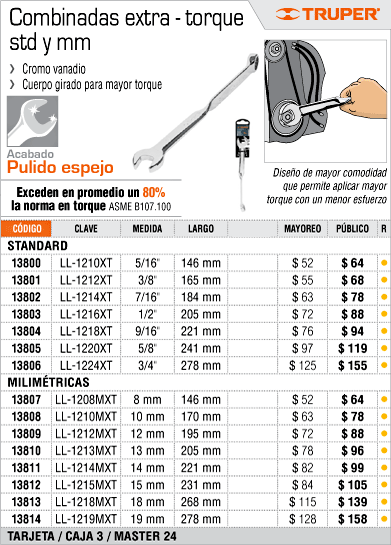 Combinadas extra - torque
std y mm
TRUPER®
❯ Cromo vanadio
❯ Cuerpo girado para mayor torque
Acabado
Pulido espejo
Exceden en promedio un 80%
la norma en torque ASME B107.100
Diseño de mayor comodidad
que permite aplicar mayor
torque con un menor esfuerzo
CÓDIGO CLAVE MEDIDA LARGO MAYOREO PÚBLICO R
STANDARD
13800 LL-1210XT 5/16" 146 mm $ 52 $ 64
13801 LL-1212XT 3/8" 165 mm $ 55 $ 68
13802 LL-1214XT 7/16" 184 mm $ 63 $ 78
13803 LL-1216XT 1/2" 205 mm $ 72 $ 88
13804 LL-1218XT 9/16" 221 mm $ 76 $ 94
13805 LL-1220XT 5/8" 241 mm $ 97 $ 119
13806 LL-1224XT 3/4" 278 mm $ 125 $ 155
MILIMÉTRICAS
13807 LL-1208MXT 8 mm 146 mm $ 52 $ 64
13808 LL-1210MXT 10 mm 170 mm $ 63 $ 78
13809 LL-1212MXT 12 mm 195 mm $ 72 $ 88
13810 LL-1213MXT 13 mm 205 mm $ 78 $ 96
13811 LL-1214MXT 14 mm 221 mm $ 82 $ 99
13812 LL-1215MXT 15 mm 231 mm $ 84 $ 105
13813 LL-1218MXT 18 mm 268 mm $ 115 $ 139
13814 LL-1219MXT 19 mm 278 mm $ 128 $ 158
TARJETA / CAJA 3 / MASTER 24